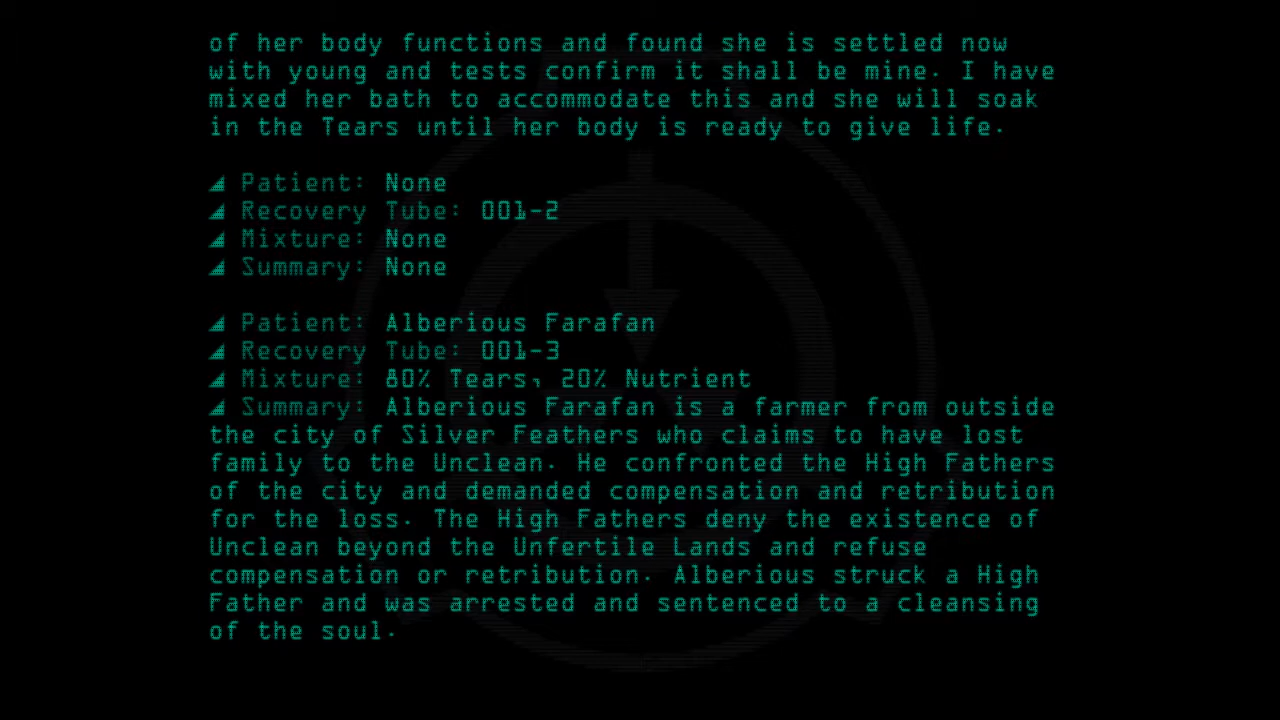 of her body functions and found she is settled now
with young and tests confirm it shall be mine. I have
mixed her bath to accommodate this and she will soak
in the Tears until her body is ready to give life.
◢ Patient: None
◢ Recovery Tube: 001-2
◢ Mixture: None
◢ Summary: None
◢ Patient: Alberious Farafan
◢ Recovery Tube: 001-3
◢ Mixture: 80% Tears, 20% Nutrient
◢ Summary: Alberious Farafan is a farmer from outside
the city of Silver Feathers who claims to have lost
family to the Unclean. He confronted the High Fathers
of the city and demanded compensation and retribution
for the loss. The High Fathers deny the existence of
Unclean beyond the Unfertile Lands and refuse
compensation or retribution. Alberious struck a High
Father and was arrested and sentenced to a cleansing
of the soul.